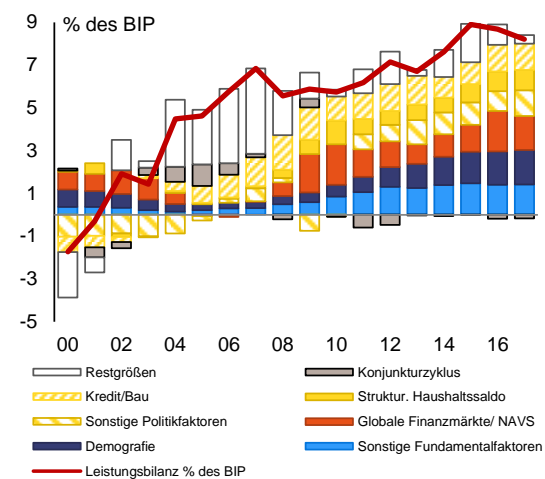 % des BIP
9
7
5
3
1
-1
-3
-5
00 02 04 06 08 10 12 14 16
Restgrößen Konjunkturzyklus
Kredit/Bau Struktur. Haushaltssaldo
Sonstige Politikfaktoren Globale Finanzmärkte/ NAVS
Demografie Sonstige Fundamentalfaktoren
Leistungsbilanz % des BIP